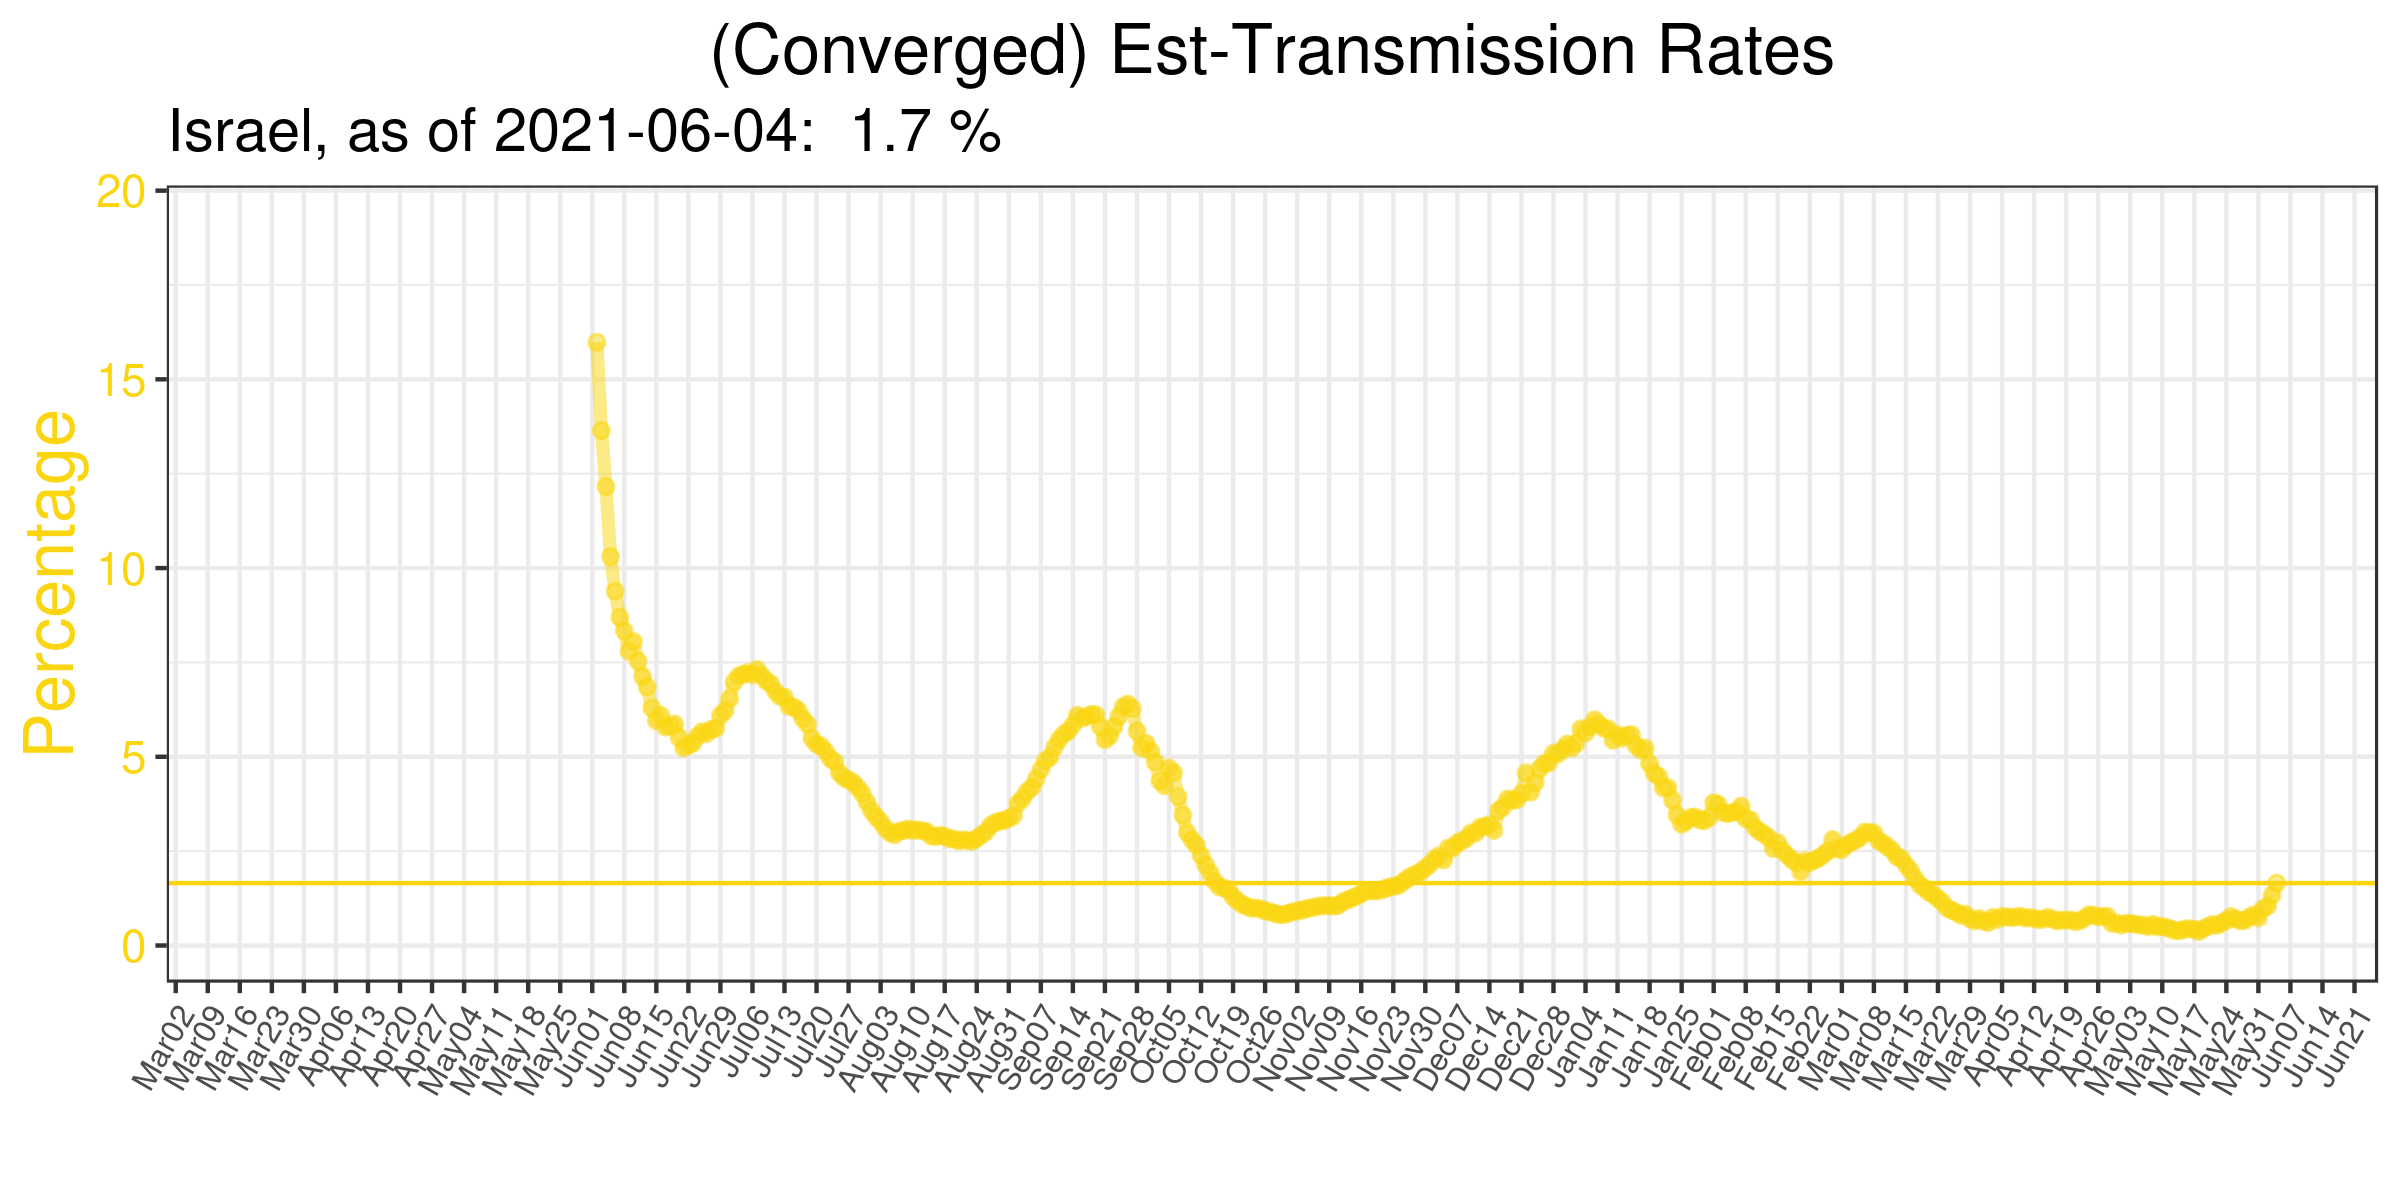 (Converged) Est-Transmission Rates
Israel, as of 2021-06-04:  1.7 %
Percentage
20
15
10
5
0
Mar02
Mar09
Mar16
Mar23
Mar30
Apr06
Apr13
Apr20
Apr27
May04
May11
May18
May25
Jun01
Jun08
Jun15
Jun22
Jun29
Jul06
Jul13
Jul20
Jul27
Aug03
Aug10
Aug17
Aug24
Aug31
Sep07
Sep14
Sep21
Sep28
Oct05
Oct12
Oct19
Oct26
Nov02
Nov09
Nov16
Nov23
Nov30
Dec07
Dec14
Dec21
Dec28
Jan04
Jan11
Jan18
Jan25
Feb01
Feb08
Feb15
Feb22
Mar01
Mar08
Mar15
Mar22
Mar29
Apr05
Apr12
Apr19
Apr26
May03
May10
May17
May24
May31
Jun07
Jun14
Jun21